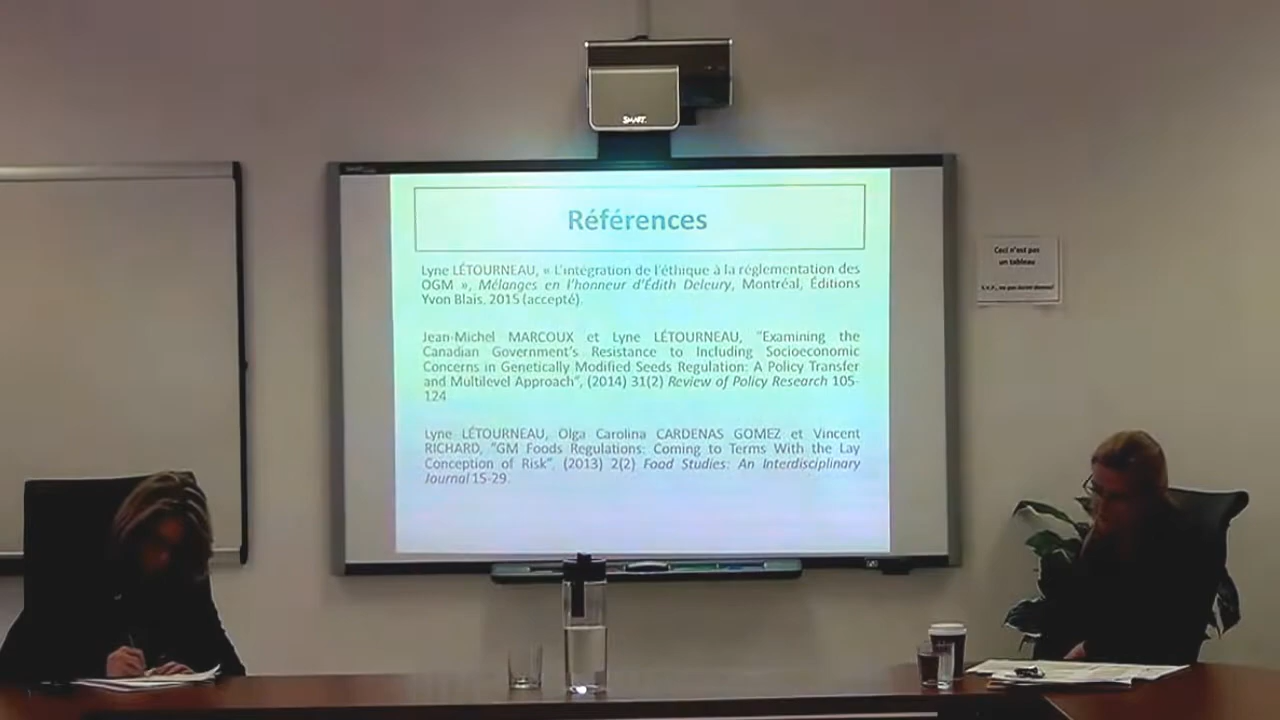 SMART
Références
Lyne LÉTOURNEAU, « L'intégration de l'éthique à la réglementation des
OGM », Mélanges en l'honneur d'Édith Deleury, Montréal, Éditions
Yvon Blais, 2015 (accepté).
Jean-Michel MARCOUX et Lyne LÉTOURNEAU, "Examining the
Canadian Government's Resistance to Including Socioeconomic
Concerns in Genetically Modified Seeds Regulation: A Policy Transfer
and Multilevel Approach", (2014) 31(2) Review of Policy Research 105-
124
Lyne LÉTOURNEAU, Olga Carolina CARDENAS GOMEZ et Vincent
RICHARD, "GM Foods Regulations: Coming to Terms With the Lay
Conception of Risk", (2013) 2(2) Food Studies: An Interdisciplinary
Journal 15-29.
Ceci n'est pas
un tableau
S.V.P., ne pas écrire dessus!